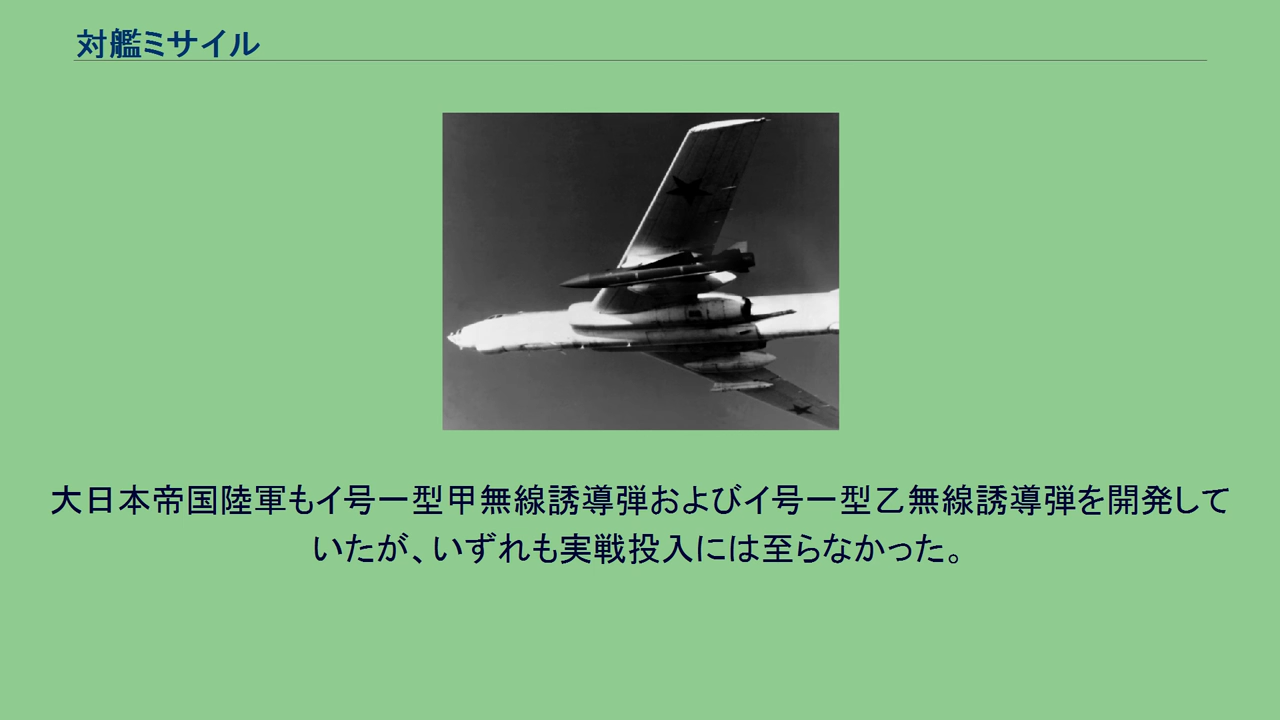 対艦ミサイル
大日本帝国陸軍もイ号一型甲無線誘導弾およびイ号一型乙無線誘導弾を開発して
いたが、いずれも実戦投入には至らなかった。